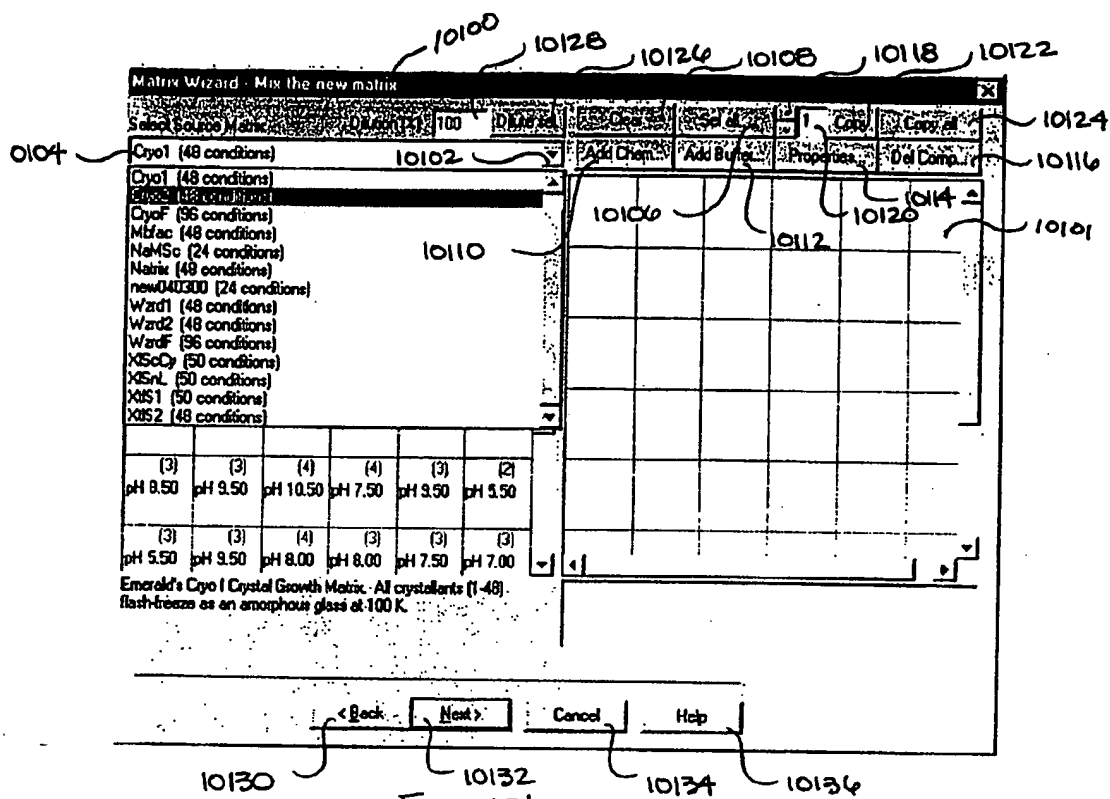 10100
10128
10126
10108
10118
10122
Matrix Wizard - Mix the new matrix
Select Source Matrix
Dilution [%]
100
Dilute sel.
Clear
Sel all
1
Copy
Copy all
10124
0104
Cryo1 (48 conditions)
10102
Add Chem...
Add Buffer...
Properties...
Del Comp...
10116
Cryo1 (48 conditions)
CryoF (96 conditions)
Mbfac (48 conditions)
NaMSc (24 conditions)
Natrix (48 conditions)
new040300 (24 conditions)
Wzrd1 (48 conditions)
Wzrd2 (48 conditions)
WzrdF (96 conditions)
XlScCy (50 conditions)
XlSnL (50 conditions)
XtlS1 (50 conditions)
XtlS2 (48 conditions)
10106
10120
10114
10101
10110
10112
(3) (3) (4) (4) (3) (2)
pH 8.50 pH 9.50 pH 10.50 pH 7.50 pH 9.50 pH 5.50
(3) (3) (4) (3) (3) (3)
pH 5.50 pH 9.50 pH 8.00 pH 8.00 pH 7.50 pH 7.00
Emerald's Cryo I Crystal Growth Matrix - All crystallants (1-48)
flash-freeze as an amorphous glass at 100 K.
< Back
Next >
Cancel
Help
10130
10132
10134
10136